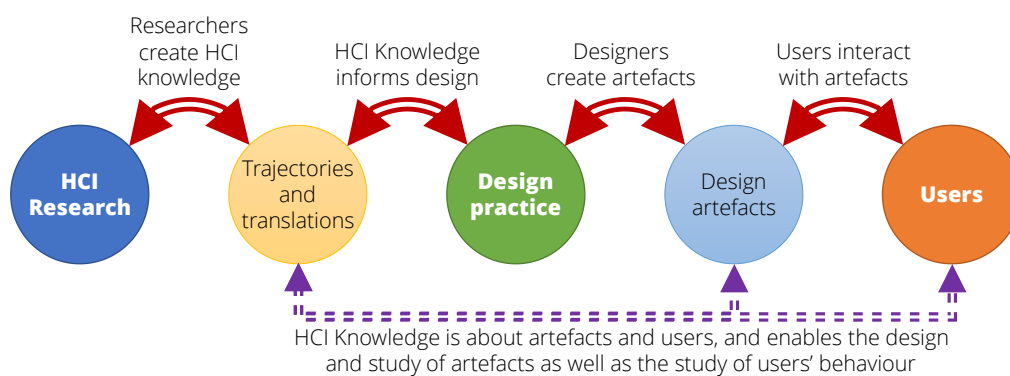 Researchers
create HCI
knowledge
HCI Knowledge
informs design
Designers
create artefacts
Users interact
with artefacts
HCI
Research
Trajectories
and
translations
Design
practice
Design
artefacts
Users
HCI Knowledge is about artefacts and users, and enables the design
and study of artefacts as well as the study of users’ behaviour